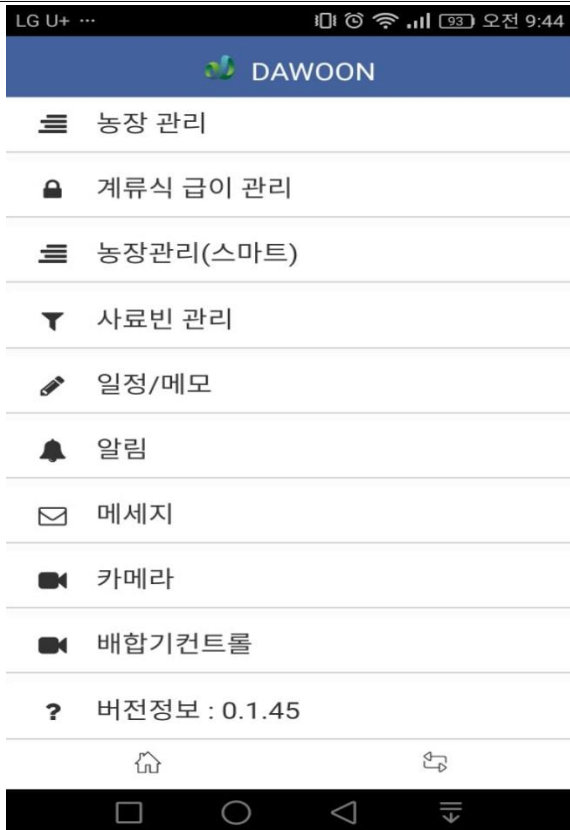 LG U+ ··· 93 오전 9:44
DAWOON
농장 관리
계류식 급이 관리
농장관리(스마트)
사료빈 관리
일정/메모
알림
메세지
카메라
배합기컨트롤
? 버전정보 : 0.1.45